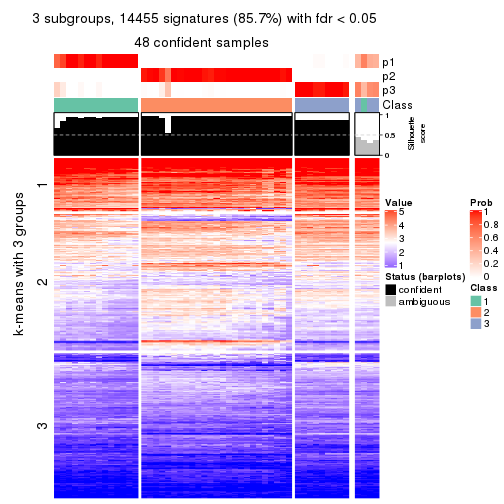 3 subgroups, 14455 signatures (85.7%) with fdr < 0.05
48 confident samples
p1
p2
p3
Class
1
0.5
0
Silhouette
score
k-means with 3 groups
1
2
3
Value
5
4
3
2
1
Status (barplots)
confident
ambiguous
Prob
1
0.8
0.6
0.4
0.2
0
Class
1
2
3